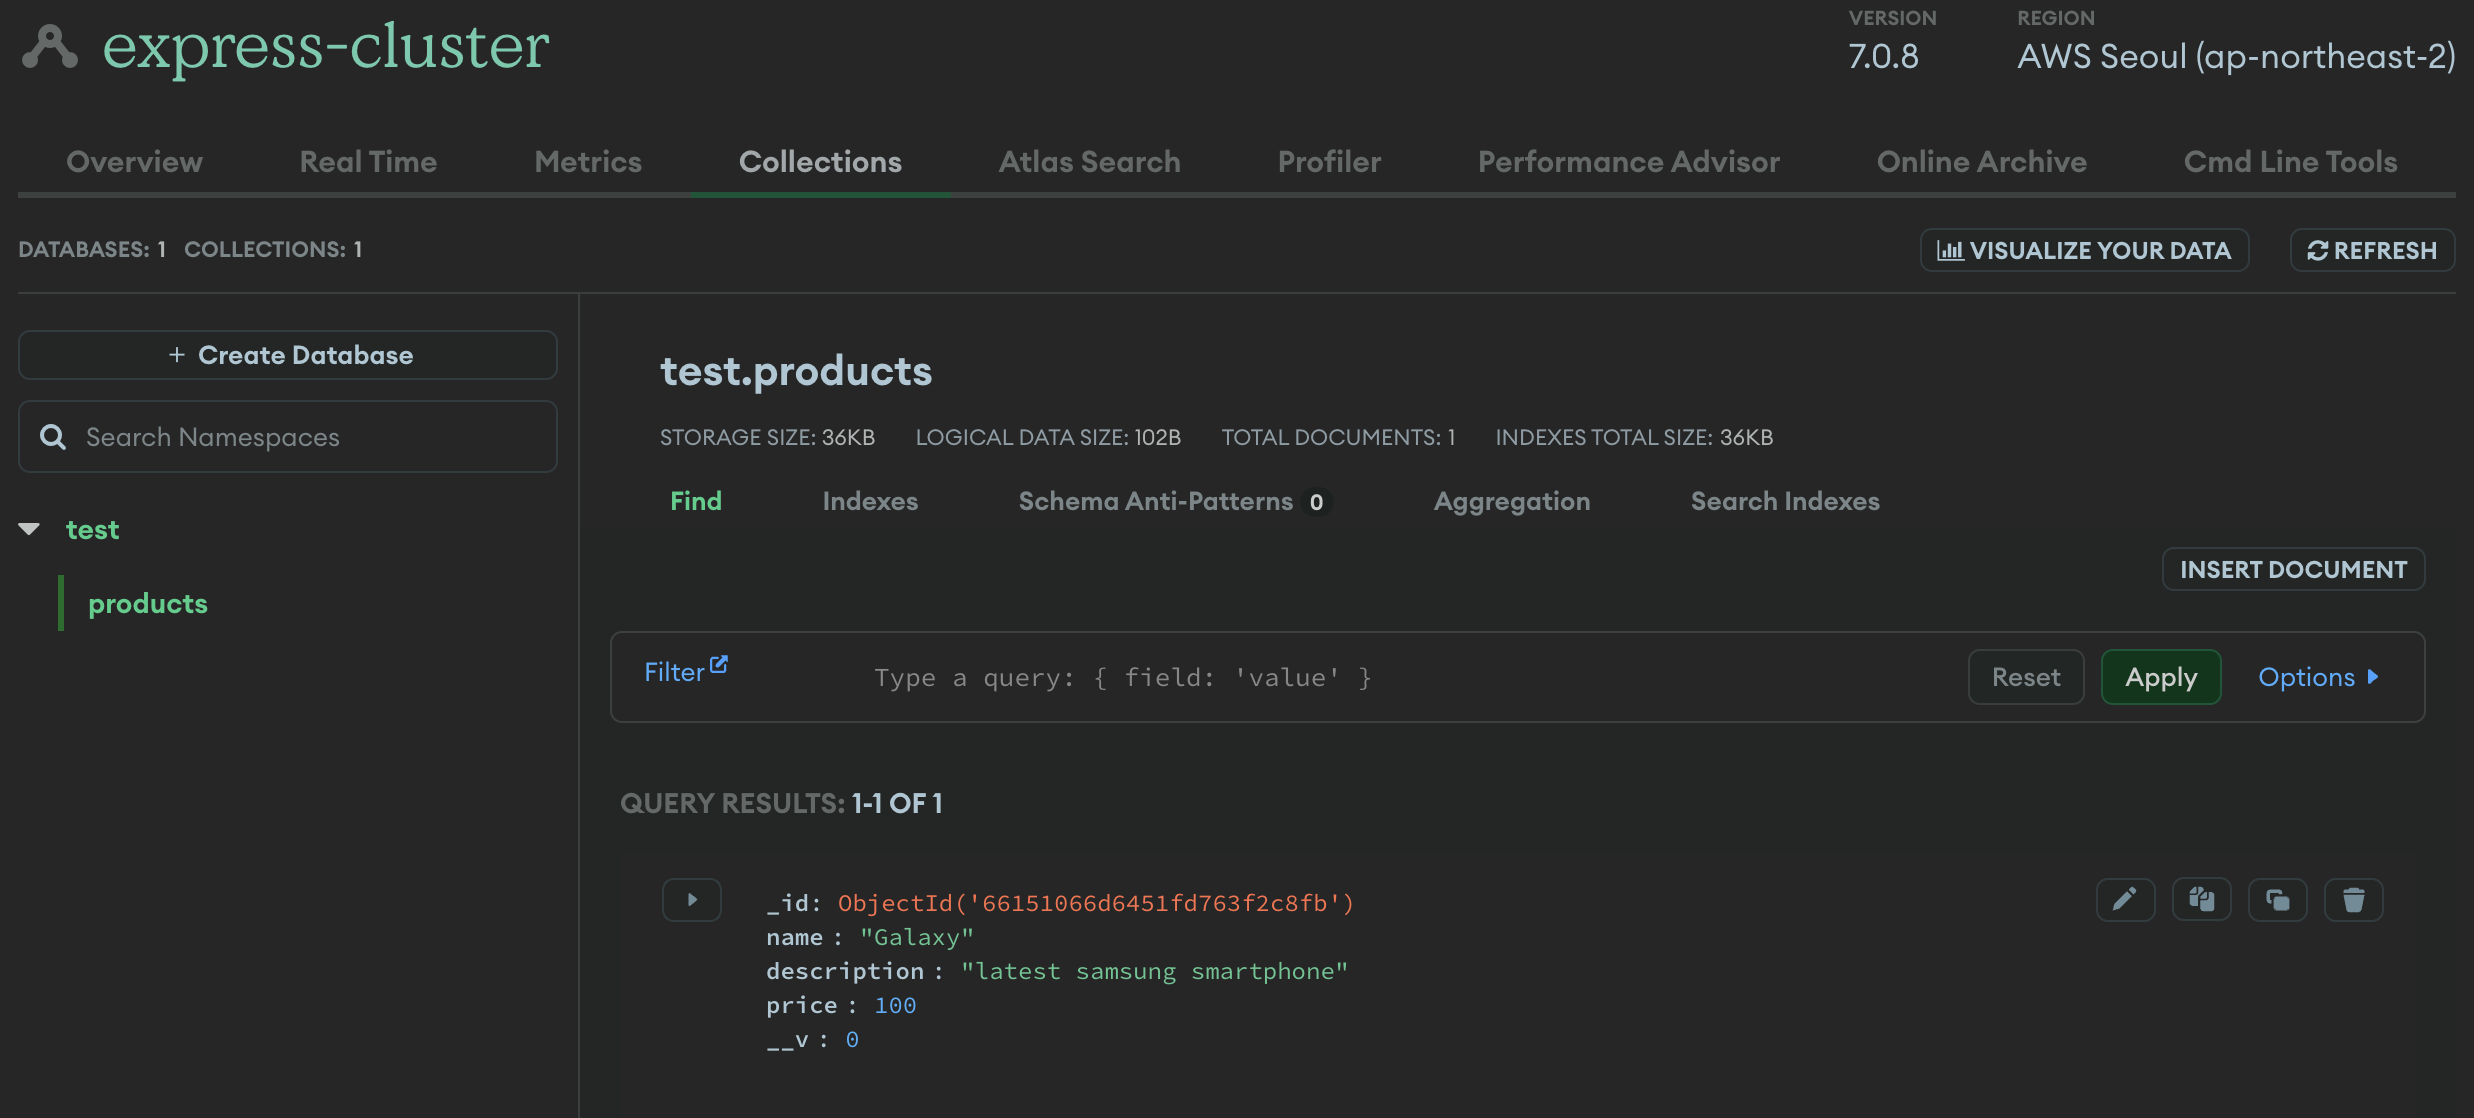 express-cluster
VERSION
7.0.8
REGION
AWS Seoul (ap-northeast-2)
Overview
Real Time
Metrics
Collections
Atlas Search
Profiler
Performance Advisor
Online Archive
Cmd Line Tools
DATABASES: 1 COLLECTIONS: 1
VISUALIZE YOUR DATA
REFRESH
+ Create Database
Search Namespaces
test
products
test.products
STORAGE SIZE: 36KB LOGICAL DATA SIZE: 102B TOTAL DOCUMENTS: 1 INDEXES TOTAL SIZE: 36KB
Find
Indexes
Schema Anti-Patterns 0
Aggregation
Search Indexes
INSERT DOCUMENT
Filter
Type a query: { field: 'value' }
Reset
Apply
Options
QUERY RESULTS: 1-1 OF 1
_id: ObjectId('66151066d6451fd763f2c8fb')
name : "Galaxy"
description : "latest samsung smartphone"
price : 100
__v : 0